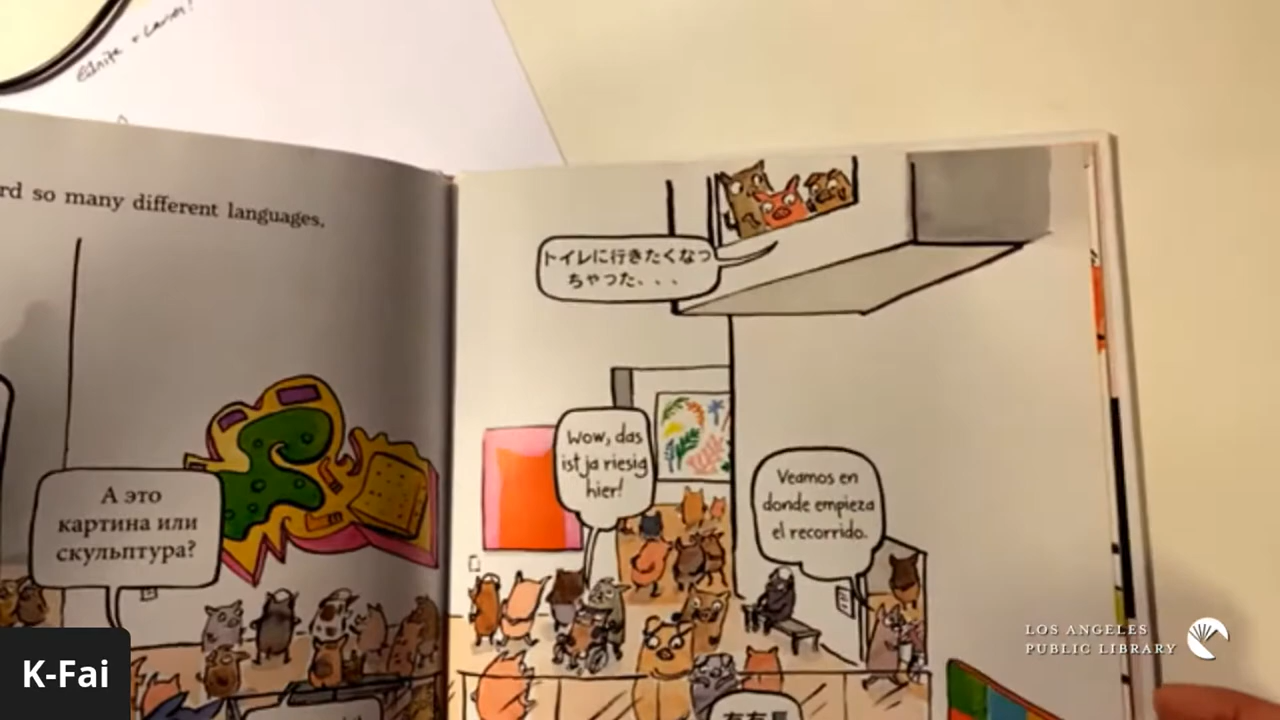 rd so many different languages.
トイレに行きたくなっ
ちゃった、、、
Wow, das
ist ja riesig
hier!
Veamos en
donde empieza
el recorrido.
А это
картина или
скульптура?
LOS ANGELES
PUBLIC LIBRARY
K-Fai